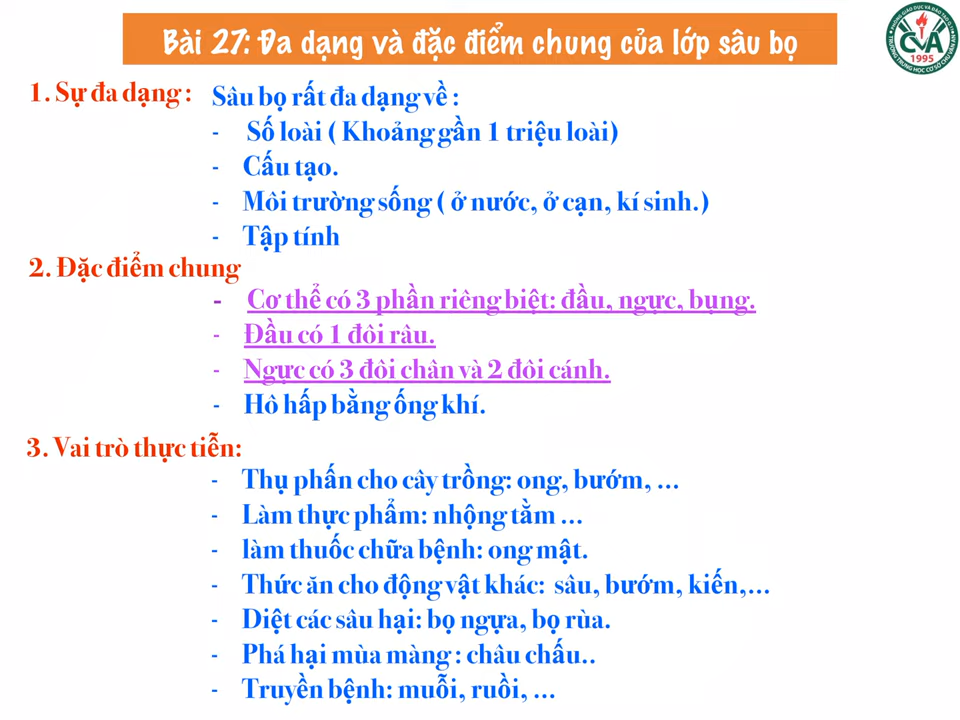 Bài 27: Đa dạng và đặc điểm chung của lớp sâu bọ
CVA
1995
1. Sự đa dạng :
Sâu bọ rất đa dạng về :
- Số loài ( Khoảng gần 1 triệu loài)
- Cấu tạo.
- Môi trường sống ( ở nước, ở cạn, kí sinh.)
- Tập tính
2. Đặc điểm chung
- Cơ thể có 3 phần riêng biệt: đầu, ngực, bụng.
- Đầu có 1 đôi râu.
- Ngực có 3 đôi chân và 2 đôi cánh.
- Hô hấp bằng ống khí.
3. Vai trò thực tiễn:
- Thụ phấn cho cây trồng: ong, bướm, ...
- Làm thực phẩm: nhộng tằm ...
- làm thuốc chữa bệnh: ong mật.
- Thức ăn cho động vật khác: sâu, bướm, kiến,...
- Diệt các sâu hại: bọ ngựa, bọ rùa.
- Phá hại mùa màng : châu chấu..
- Truyền bệnh: muỗi, ruồi, ...